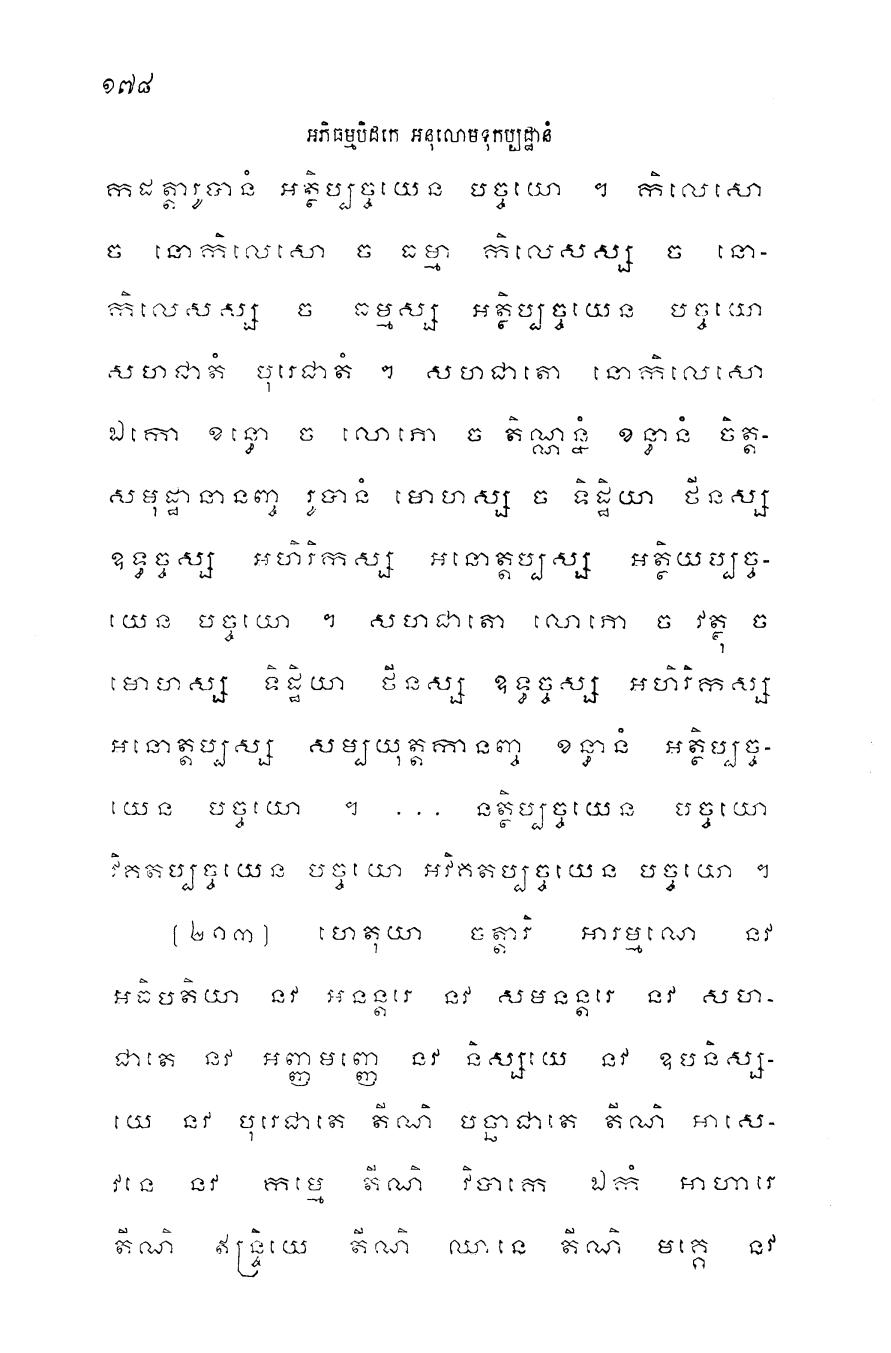 ១៧៨
អភិធម្មបិដកេ អនុលោមទុកប្បដ្ឋានំ
កដត្តារូបានំ អត្ថិប្បច្ចយេន បច្ចយោ ។ កិលេសោ
ច នោកិលេសោ ច ធម្មា កិលេសស្ស ច នោ-
កិលេសស្ស ច ធម្មស្ស អត្ថិប្បច្ចយេន បច្ចយោ
សហជាតំ បុរេជាតំ ។ សហជាតោ នោកិលេសោ
ឯកោ ខន្ធោ ច លោភោ ច តិណ្ណន្នំ ខន្ធានំ ចិត្ត-
សមុដ្ឋានានញ្ច រូបានំ មោហស្ស ច ទិដ្ឋិយា ថីនស្ស
ឧទ្ធច្ចស្ស អហិរិកស្ស អនោត្តប្បស្ស អត្ថិយប្បច្ច-
យេន បច្ចយោ ។ សហជាតោ លោភោ ច វត្ថុ ច
មោហស្ស ទិដ្ឋិយា ថីនស្ស ឧទ្ធច្ចស្ស អហិរិកស្ស
អនោត្តប្បស្ស សម្បយុត្តកានញ្ច ខន្ធានំ អត្ថិប្បច្ច-
យេន បច្ចយោ ។ ... នត្ថិប្បច្ចយេន បច្ចយោ
វិគតប្បច្ចយេន បច្ចយោ អវិគតប្បច្ចយេន បច្ចយោ ។
[២១៣] ហេតុយា ចត្តារិ អារម្មណេ នវ
អធិបតិយា នវ អនន្តរេ នវ សមនន្តរេ នវ សហ-
ជាតេ នវ អញ្ញមញ្ញេ នវ និស្សយេ នវ ឧបនិស្ស-
យេ នវ បុរេជាតេ តីណិ បច្ឆាជាតេ តីណិ អាសេ-
វនេ នវ កម្មេ តីណិ វិបាកេ ឯកំ អាហារេ
តីណិ ឥន្ទ្រិយេ តីណិ ឈានេ តីណិ មគ្គេ នវ